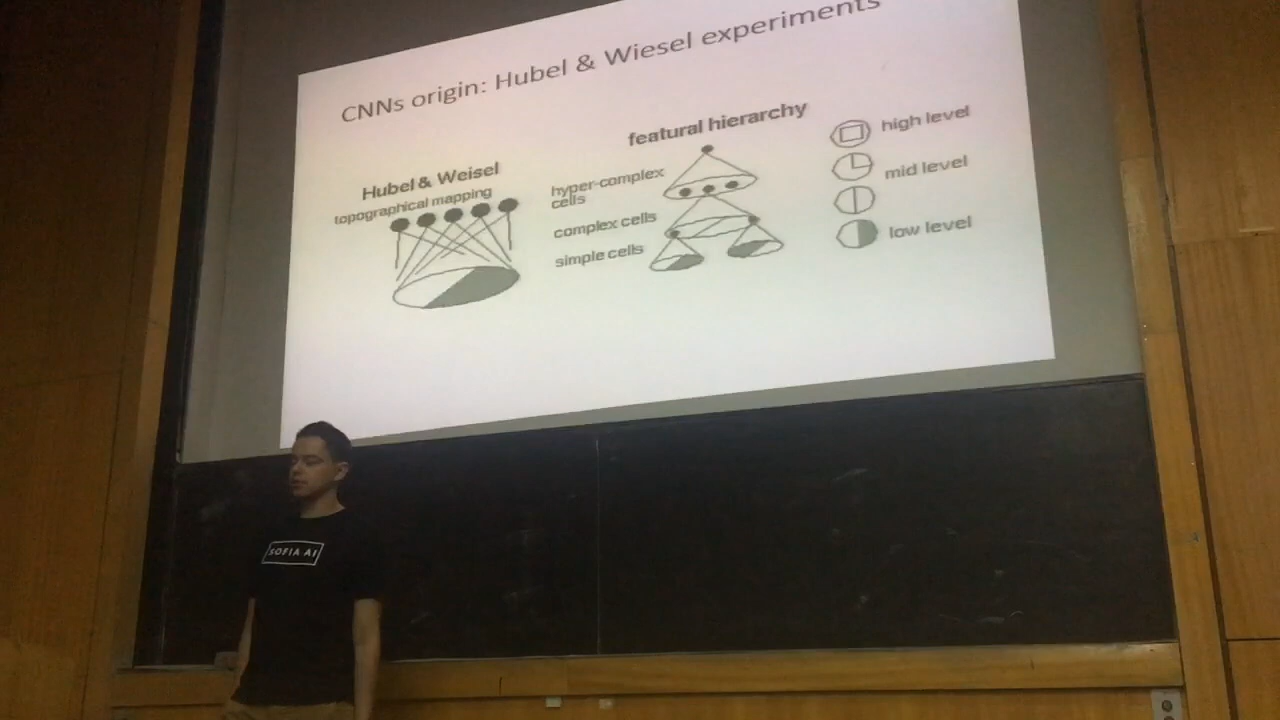 CNNs origin: Hubel & Wiesel experiments
Hubel & Weisel
topographical mapping
featural hierarchy
hyper-complex
cells
complex cells
simple cells
high level
mid level
low level
SOFIA AI